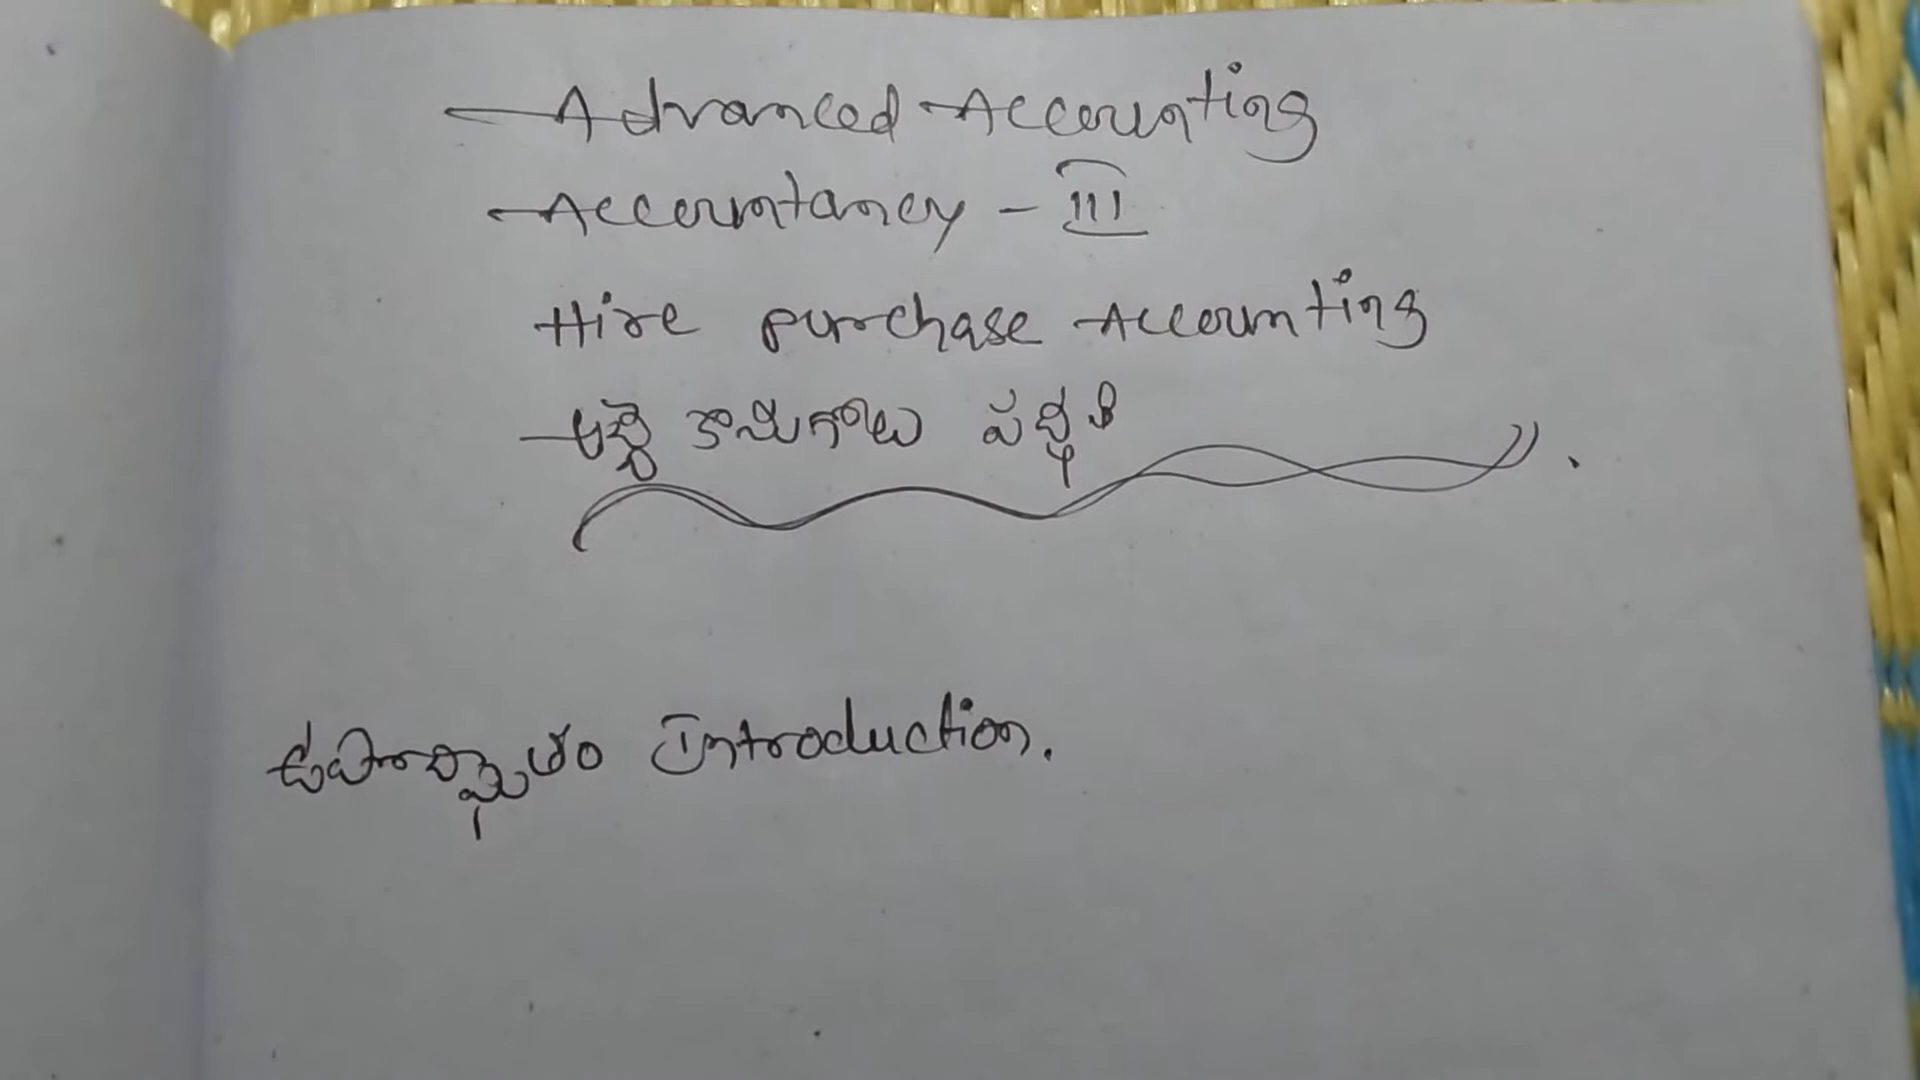 Advanced Accounting
Accountancy - III
Hire purchase Accounting
అద్దె కొనుగోలు పద్ధతి
ఉపోద్ఘాతం Introduction.